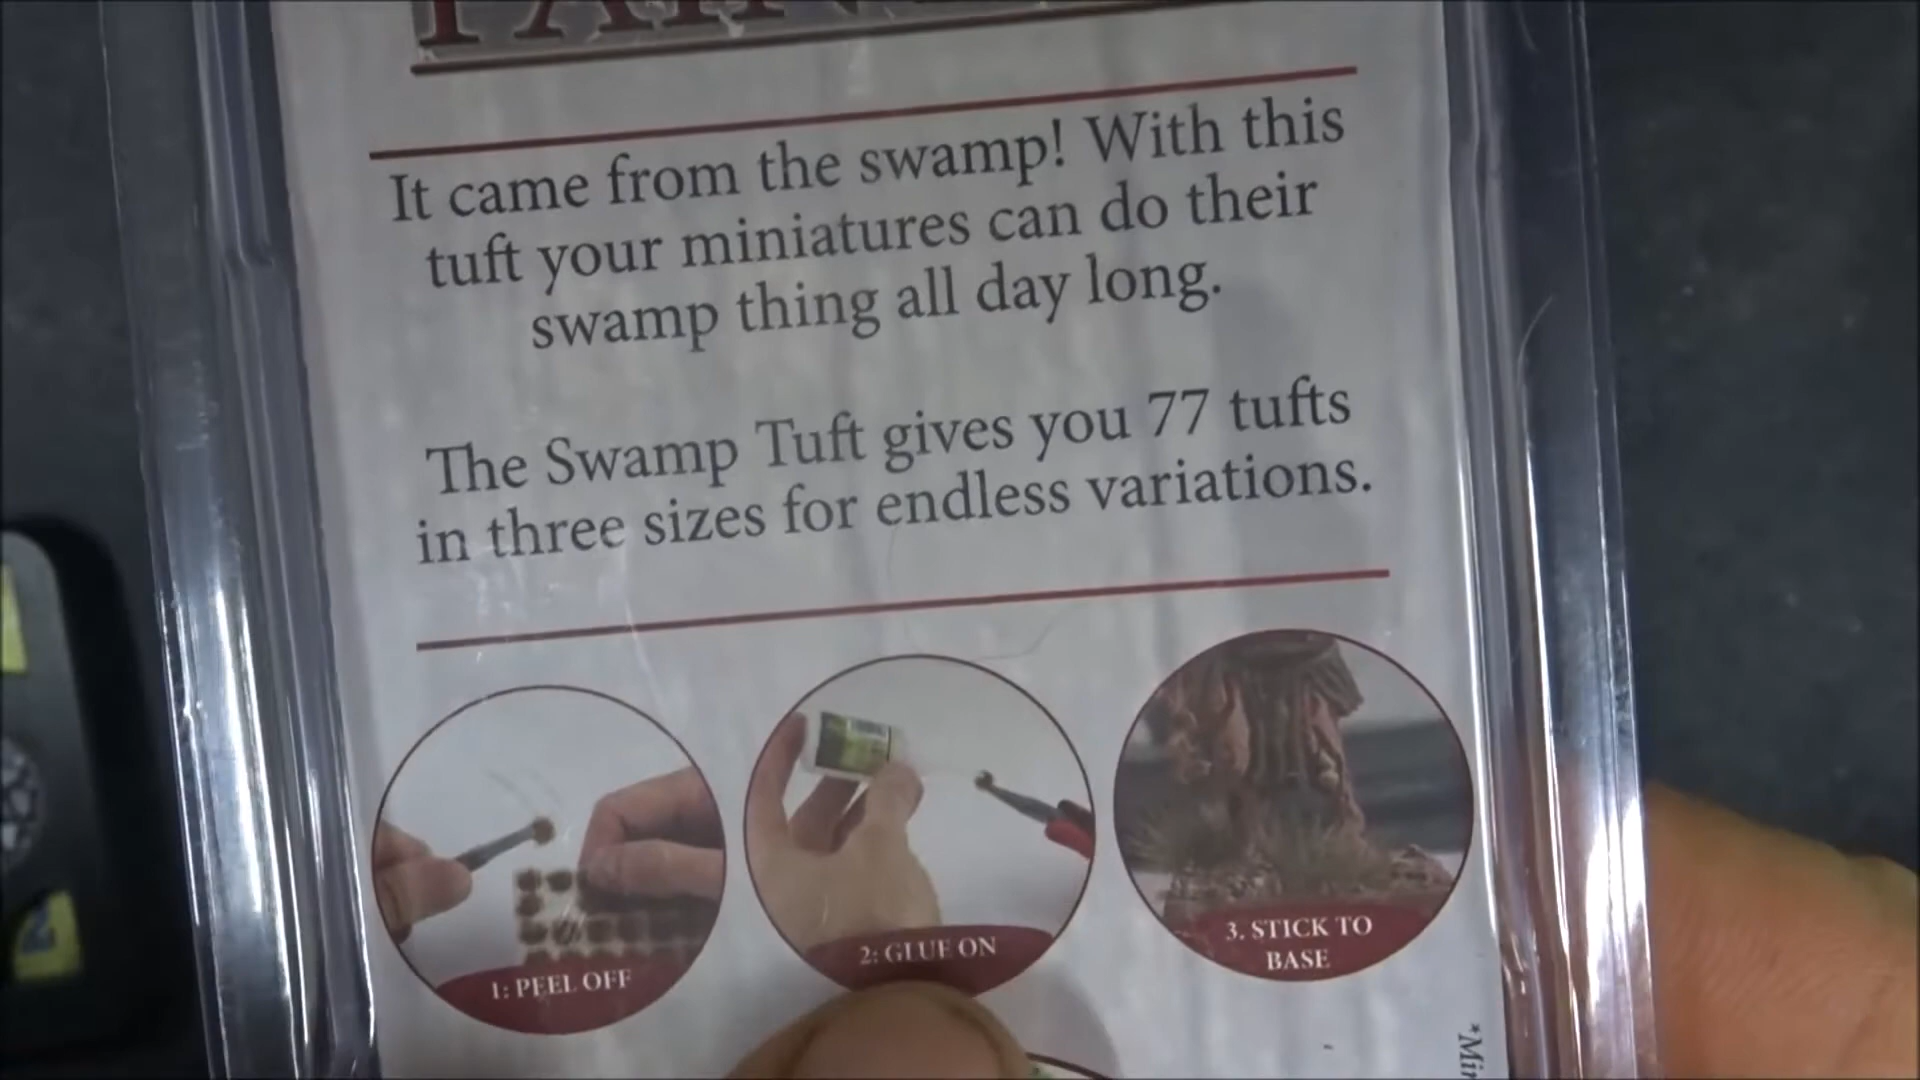 It came from the swamp! With this
tuft your miniatures can do their
swamp thing all day long.
The Swamp Tuft gives you 77 tufts
in three sizes for endless variations.
1: PEEL OFF
2: GLUE ON
3. STICK TO
BASE